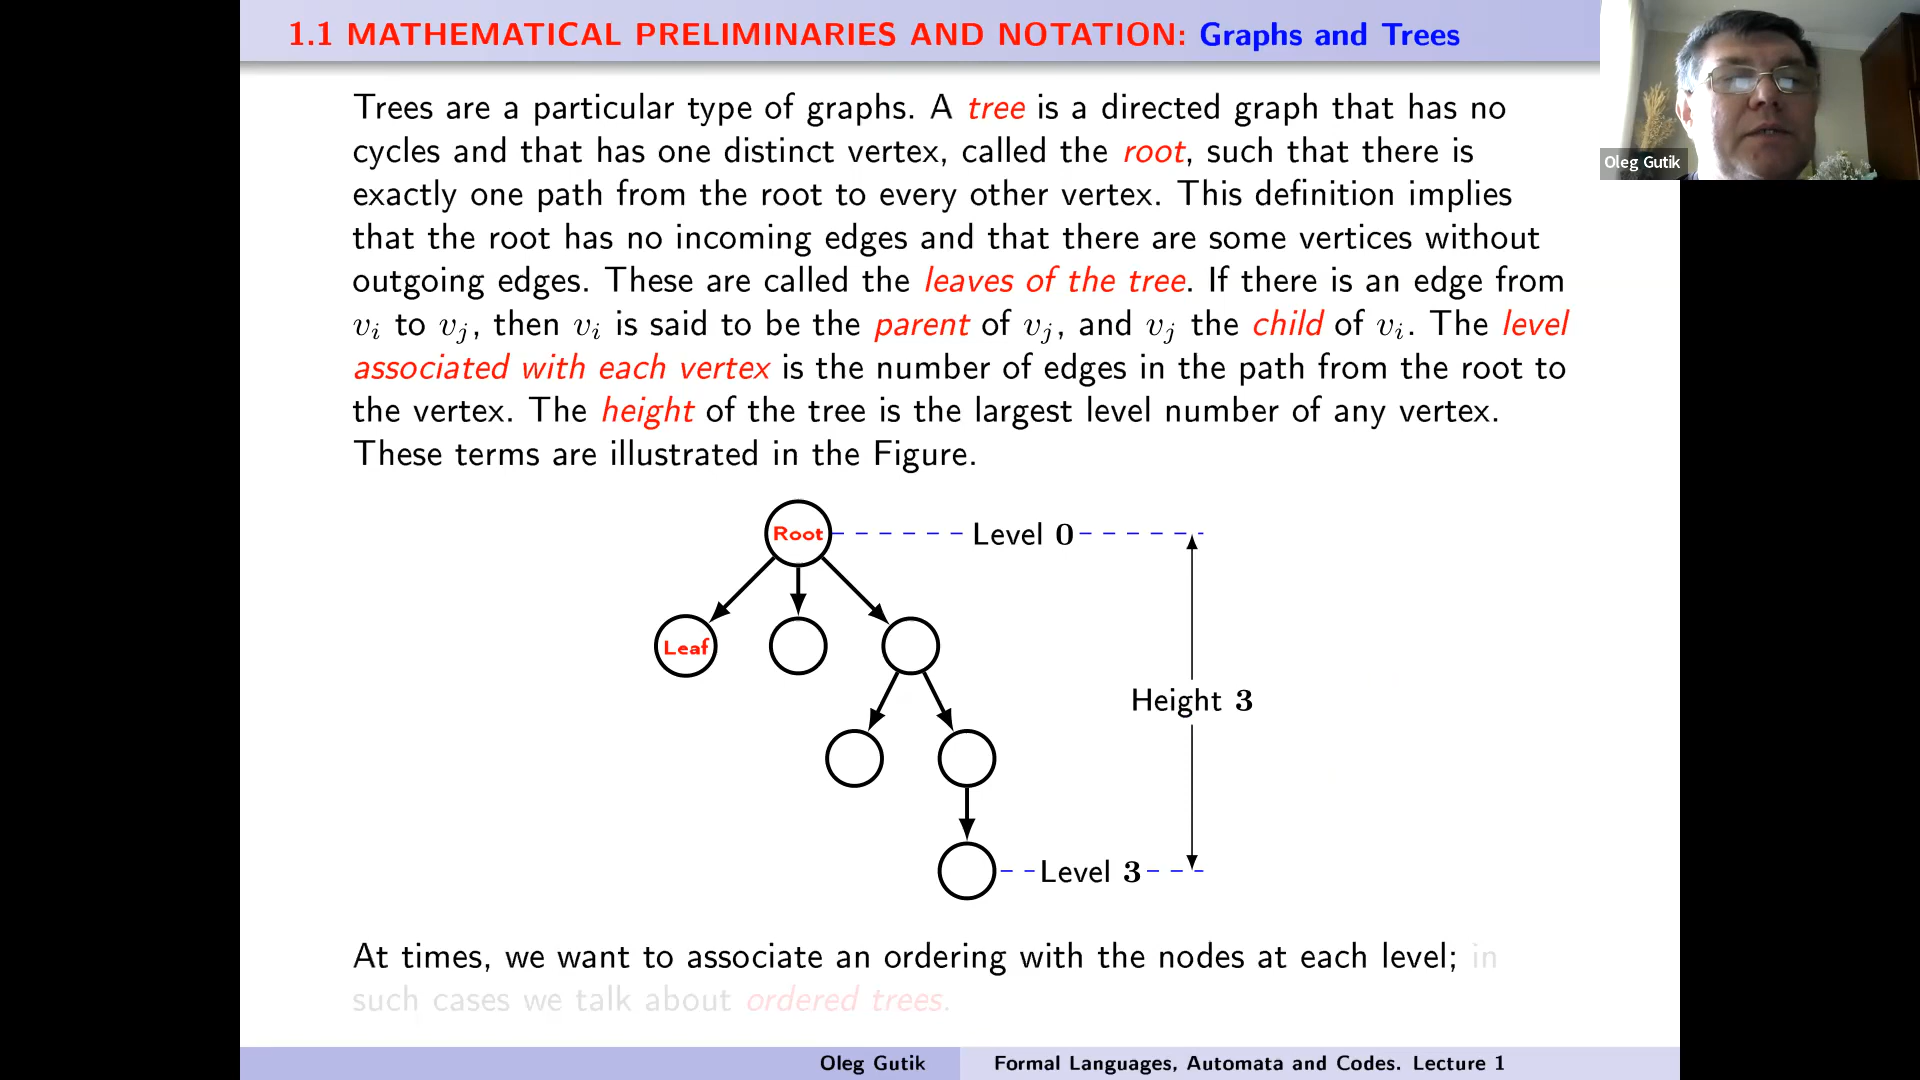 1.1 MATHEMATICAL PRELIMINARIES AND NOTATION: Graphs and Trees
Oleg Gutik
Trees are a particular type of graphs. A tree is a directed graph that has no
cycles and that has one distinct vertex, called the root, such that there is
exactly one path from the root to every other vertex. This definition implies
that the root has no incoming edges and that there are some vertices without
outgoing edges. These are called the leaves of the tree. If there is an edge from
vᵢ to vⱼ, then vᵢ is said to be the parent of vⱼ, and vⱼ the child of vᵢ. The level
associated with each vertex is the number of edges in the path from the root to
the vertex. The height of the tree is the largest level number of any vertex.
These terms are illustrated in the Figure.
Root
Level 0
Leaf
Height 3
Level 3
At times, we want to associate an ordering with the nodes at each level; in
such cases we talk about ordered trees.
Oleg Gutik
Formal Languages, Automata and Codes. Lecture 1